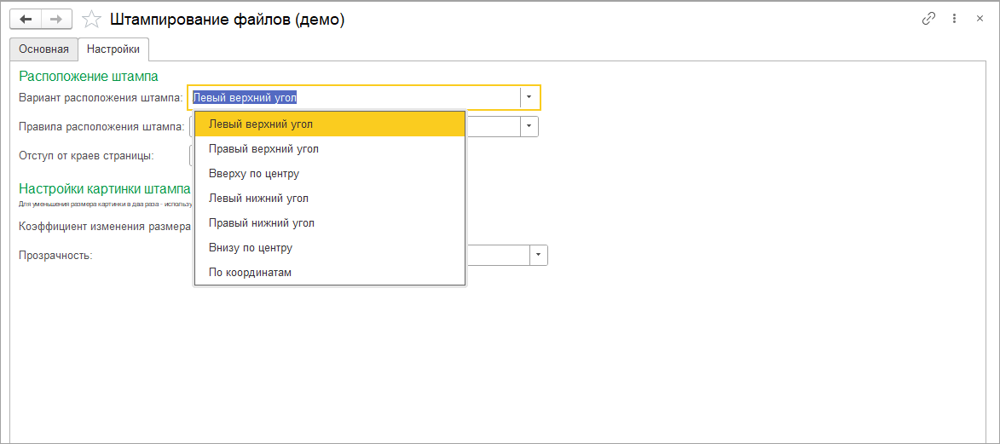 Штампирование файлов (демо)
Основная
Настройки
Расположение штампа
Вариант расположения штампа: Левый верхний угол
Левый верхний угол
Правила расположения штампа:
Правый верхний угол
Отступ от краев страницы:
Вверху по центру
Настройки картинки штампа
Левый нижний угол
Для уменьшения размера картинки в два раза - использу
Коэффициент изменения размера
Правый нижний угол
Прозрачность:
Внизу по центру
По координатам